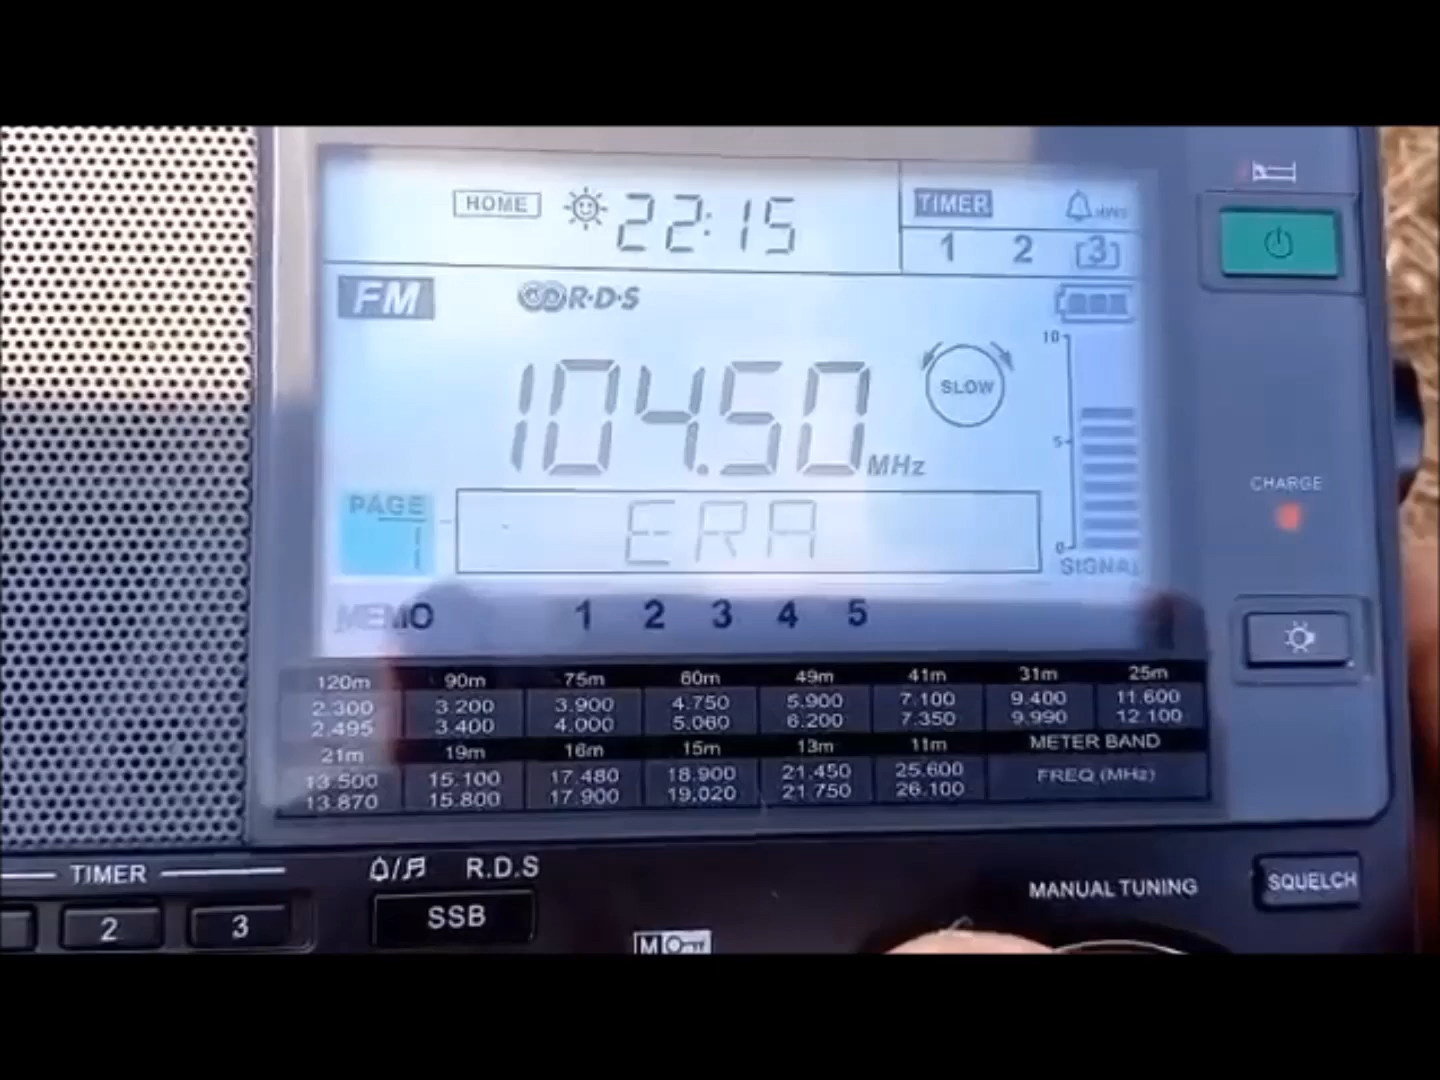 HOME 22:15 TIMER
1 2 3
FM R·D·S
10
104.50 MHz SLOW
5
PAGE 1 ERA
0
SIGNAL
MEMO 1 2 3 4 5
CHARGE
120m 90m 75m 60m 49m 41m 31m 25m
2.300 3.200 3.900 4.750 5.900 7.100 9.400 11.600
2.495 3.400 4.000 5.060 6.200 7.350 9.990 12.100
21m 19m 16m 15m 13m 11m METER BAND
13.500 15.100 17.480 18.900 21.450 25.600 FREQ (MHz)
13.870 15.800 17.900 19.020 21.750 26.100
TIMER R.D.S
2 3 SSB
M
MANUAL TUNING SQUELCH